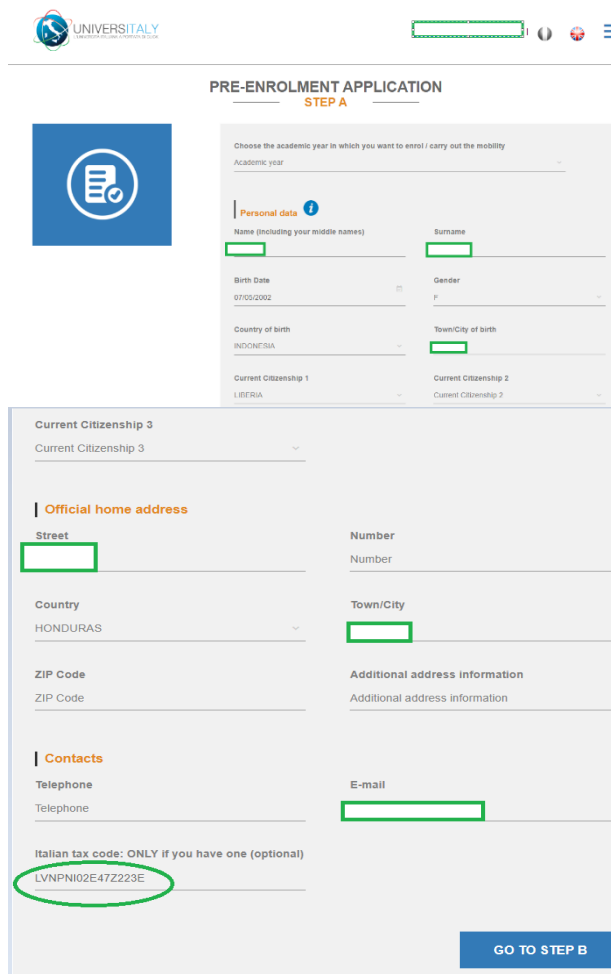 UNIVERSITALY
PRE-ENROLMENT APPLICATION
STEP A
Choose the academic year in which you want to enrol / carry out the mobility
Academic year
Personal data
Name (including your middle names) Surname
Birth Date Gender
07/05/2002 F
Country of birth Town/City of birth
INDONESIA
Current Citizenship 1 Current Citizenship 2
LIBERIA Current Citizenship 2
Current Citizenship 3
Current Citizenship 3
Official home address
Street Number
Number
Country Town/City
HONDURAS
ZIP Code Additional address information
ZIP Code Additional address information
Contacts
Telephone E-mail
Telephone
Italian tax code: ONLY if you have one (optional)
LVNPNI02E47Z223E
GO TO STEP B